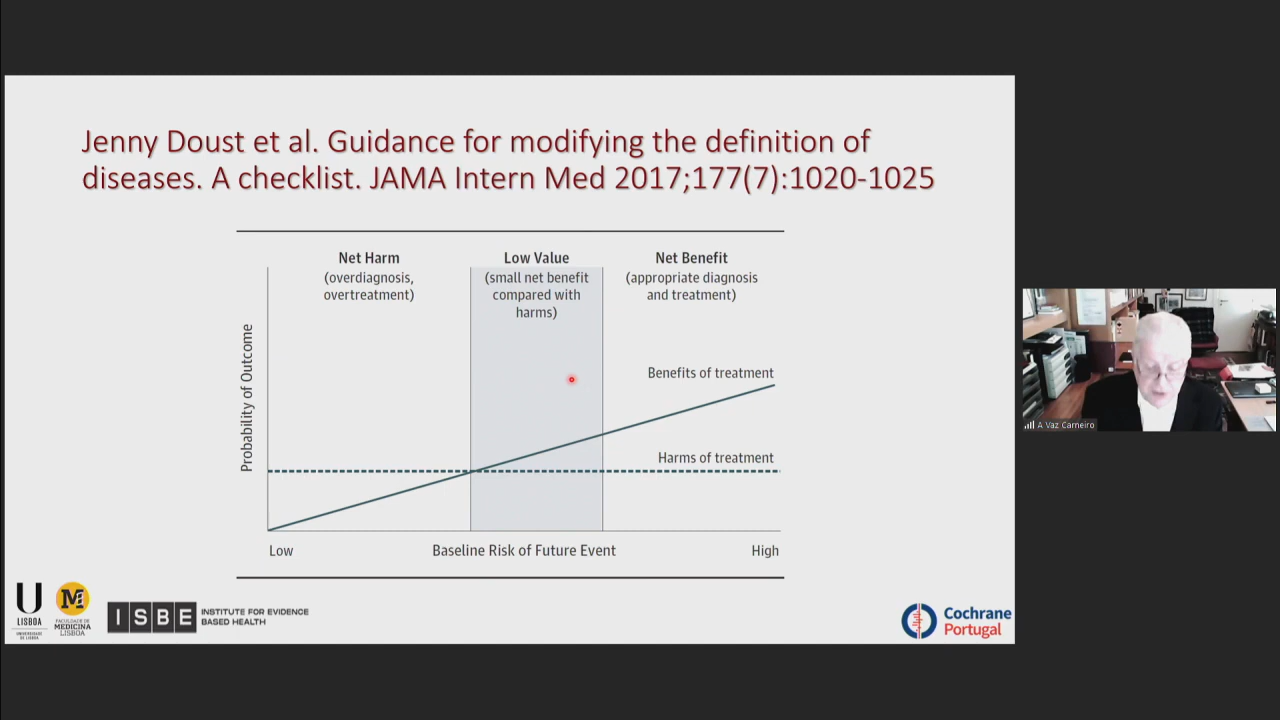 Jenny Doust et al. Guidance for modifying the definition of
diseases. A checklist. JAMA Intern Med 2017;177(7):1020-1025
Net Harm
(overdiagnosis,
overtreatment)
Low Value
(small net benefit
compared with
harms)
Net Benefit
(appropriate diagnosis
and treatment)
Probability of Outcome
Benefits of treatment
Harms of treatment
Low
Baseline Risk of Future Event
High
U
LISBOA
UNIVERSIDADE
DE LISBOA
M
FACULDADE DE
MEDICINA
LISBOA
ISBE
INSTITUTE FOR EVIDENCE
BASED HEALTH
Cochrane
Portugal
A Vaz Carneiro